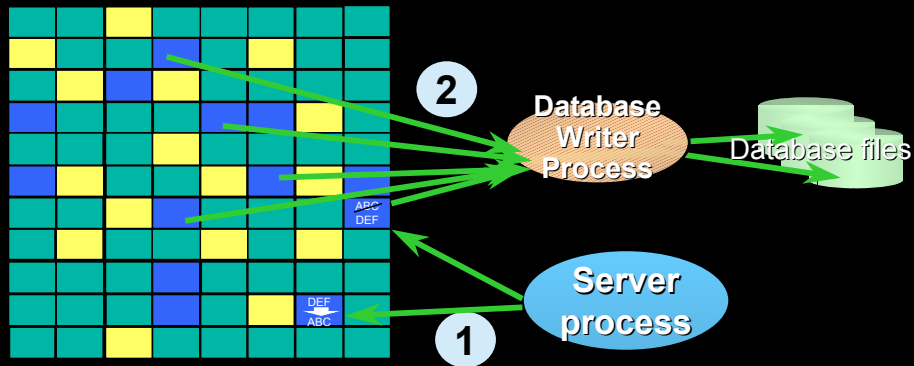 2
Database
Writer
Process
Database files
ABC
DEF
Server
process
DEF
ABC
1